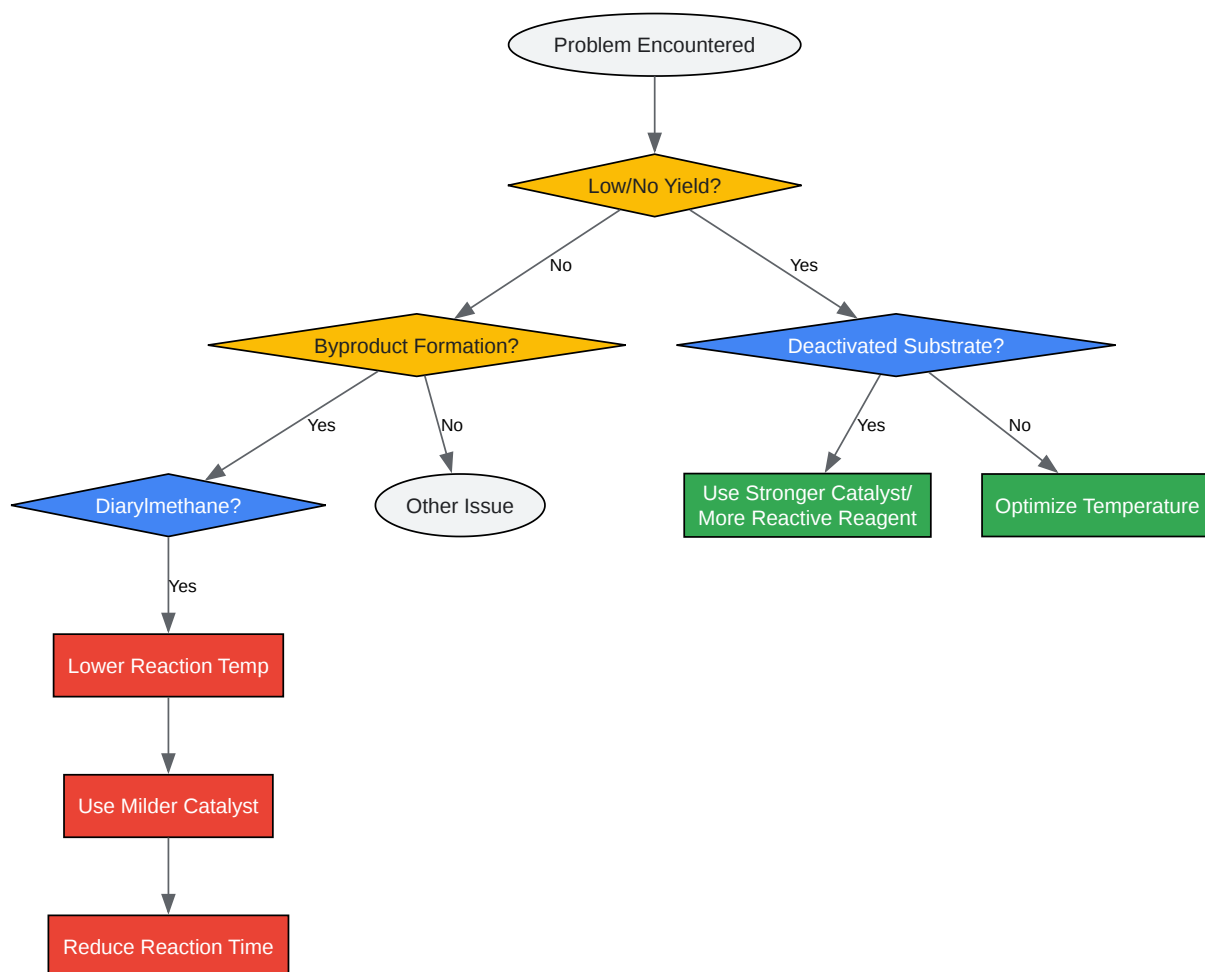 Problem Encountered
Low/No Yield?
No
Yes
Byproduct Formation?
Deactivated Substrate?
Yes
No
Yes
No
Diarylmethane?
Other Issue
Use Stronger Catalyst/
More Reactive Reagent
Optimize Temperature
Yes
Lower Reaction Temp
Use Milder Catalyst
Reduce Reaction Time